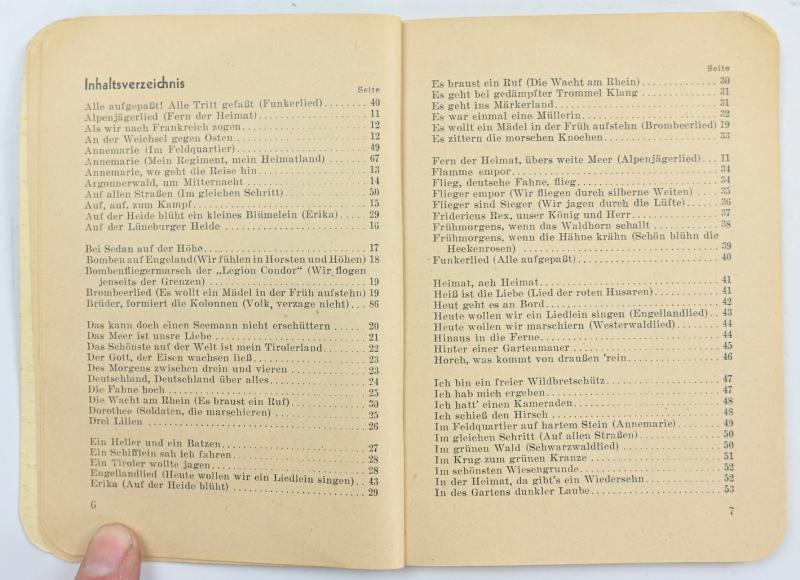 Inhaltsverzeichnis
Seite
Alle aufgepaßt! Alle Tritt gefaßt (Funkerlied)........ 40
Alpenjägerlied (Fern der Heimat)................... 11
Als wir nach Frankreich zogen...................... 12
An der Weichsel gegen Osten ...................... 12
Annemarie (Im Feldquartier)........................ 49
Annemarie (Mein Regiment, mein Heimatland)....... 67
Annemarie, wo geht die Reise hin................... 13
Argonnerwald, um Mitternacht ..................... 14
Auf allen Straßen (Im gleichen Schritt).............. 50
Auf, auf, zum Kampf.............................. 15
Auf der Heide blüht ein kleines Blümelein (Erika)..... 29
Auf der Lüneburger Heide ......................... 16
Bei Sedan auf der Höhe............................ 17
Bomben auf Engeland (Wir fühlen in Horsten und Höhen) 18
Bombenfliegermarsch der „Legion Condor“ (Wir flogen
jenseits der Grenzen) ............................ 19
Brombeerlied (Es wollt ein Mädel in der Früh aufstehn) 19
Brüder, formiert die Kolonnen (Volk, verzage nicht)... 86
Das kann doch einen Seemann nicht erschüttern ...... 20
Das Meer ist unsre Liebe .......................... 21
Das Schönste auf der Welt ist mein Tirolerland........ 22
Der Gott, der Eisen wachsen ließ.................... 23
Des Morgens zwischen drein und vieren .............. 23
Deutschland, Deutschland über alles................. 24
Die Fahne hoch ................................... 25
Die Wacht am Rhein (Es braust ein Ruf)............. 30
Dorothee (Soldaten, die marschieren) ................ 25
Drei Lilien ....................................... 26
Ein Heller und ein Batzen.......................... 27
Ein Schifflein sah ich fahren......................... 28
Ein Tiroler wollte jagen............................. 28
Engellandlied (Heute wollen wir ein Liedlein singen).. 43
Erika (Auf der Heide blüht) ........................ 29
6
Seite
Es braust ein Ruf (Die Wacht am Rhein)............. 30
Es geht bei gedämpfter Trommel Klang .............. 31
Es geht ins Märkerland............................. 31
Es war einmal eine Müllerin ........................ 32
Es wollt ein Mädel in der Früh aufstehn (Brombeerlied) 19
Es zittern die morschen Knochen.................... 33
Fern der Heimat, übers weite Meer (Alpenjägerlied)... 11
Flamme empor.................................... 34
Flieg, deutsche Fahne, flieg......................... 34
Flieger empor (Wir fliegen durch silberne Weiten) .... 35
Flieger sind Sieger (Wir jagen durch die Lüfte)....... 36
Fridericus Rex, unser König und Herr............... 37
Frühmorgens, wenn das Waldhorn schallt ............ 38
Frühmorgens, wenn die Hähne krähn (Schön blühn die
Heckenrosen) ................................... 39
Funkerlied (Alle aufgepaßt)......................... 40
Heimat, ach Heimat ............................... 41
Heiß ist die Liebe (Lied der roten Husaren).......... 41
Heut geht es an Bord .............................. 42
Heute wollen wir ein Liedlein singen (Engellandlied).. 43
Heute wollen wir marschiern (Westerwaldlied) ........ 44
Hinaus in die Ferne................................ 44
Hinter einer Gartenmauer .......................... 45
Horch, was kommt von draußen 'rein................ 46
Ich bin ein freier Wildbretschütz.................... 47
Ich hab mich ergeben.............................. 47
Ich hatt' einen Kameraden ......................... 48
Ich schieß den Hirsch ............................. 48
Im Feldquartier auf hartem Stein (Annemarie)........ 49
Im gleichen Schritt (Auf allen Straßen).............. 50
Im grünen Wald (Schwarzwaldlied) ................. 50
Im Krug zum grünen Kranze ....................... 51
Im schönsten Wiesengrunde......................... 52
In der Heimat, da gibt's ein Wiedersehn............. 52
In des Gartens dunkler Laube....................... 53
7